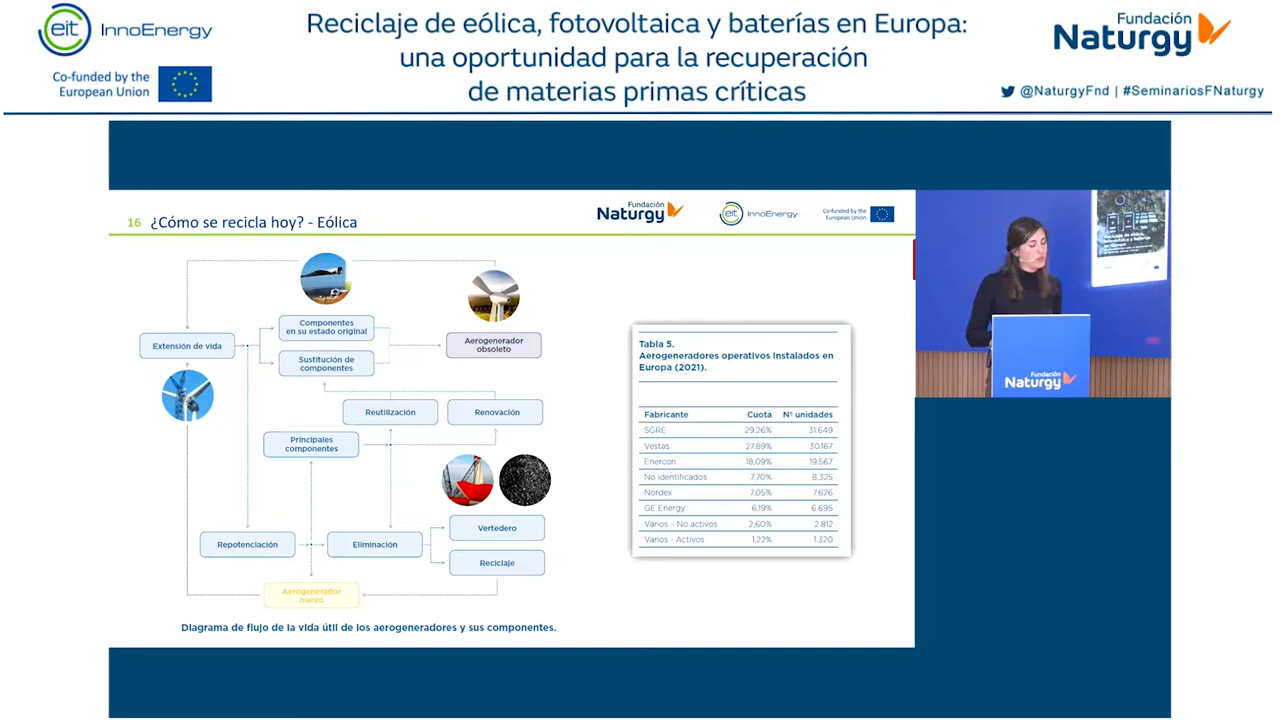 eit InnoEnergy
Co-funded by the
European Union
Reciclaje de eólica, fotovoltaica y baterías en Europa:
una oportunidad para la recuperación
de materias primas críticas
Fundación
Naturgy
@NaturgyFnd | #SeminariosFNaturgy
16 ¿Cómo se recicla hoy? - Eólica
Fundación
Naturgy
eit InnoEnergy
Co-funded by the
European Union
Extensión de vida
Componentes
en su estado original
Sustitución de
componentes
Aerogenerador
obsoleto
Reutilización
Renovación
Principales
componentes
Repotenciación
Eliminación
Vertedero
Reciclaje
Aerogenerador
nuevo
Diagrama de flujo de la vida útil de los aerogeneradores y sus componentes.
Tabla 5.
Aerogeneradores operativos instalados en
Europa (2021).
Fabricante Cuota Nº unidades
SGRE 29,26% 31.649
Vestas 27,89% 30.167
Enercon 18,09% 19.567
No identificados 7,70% 8.325
Nordex 7,05% 7.626
GE Energy 6,19% 6.695
Varios - No activos 2,60% 2.812
Varios - Activos 1,22% 1.320
Reciclaje de eólica,
fotovoltaica y baterías
en Europa:
Fundación
Naturgy